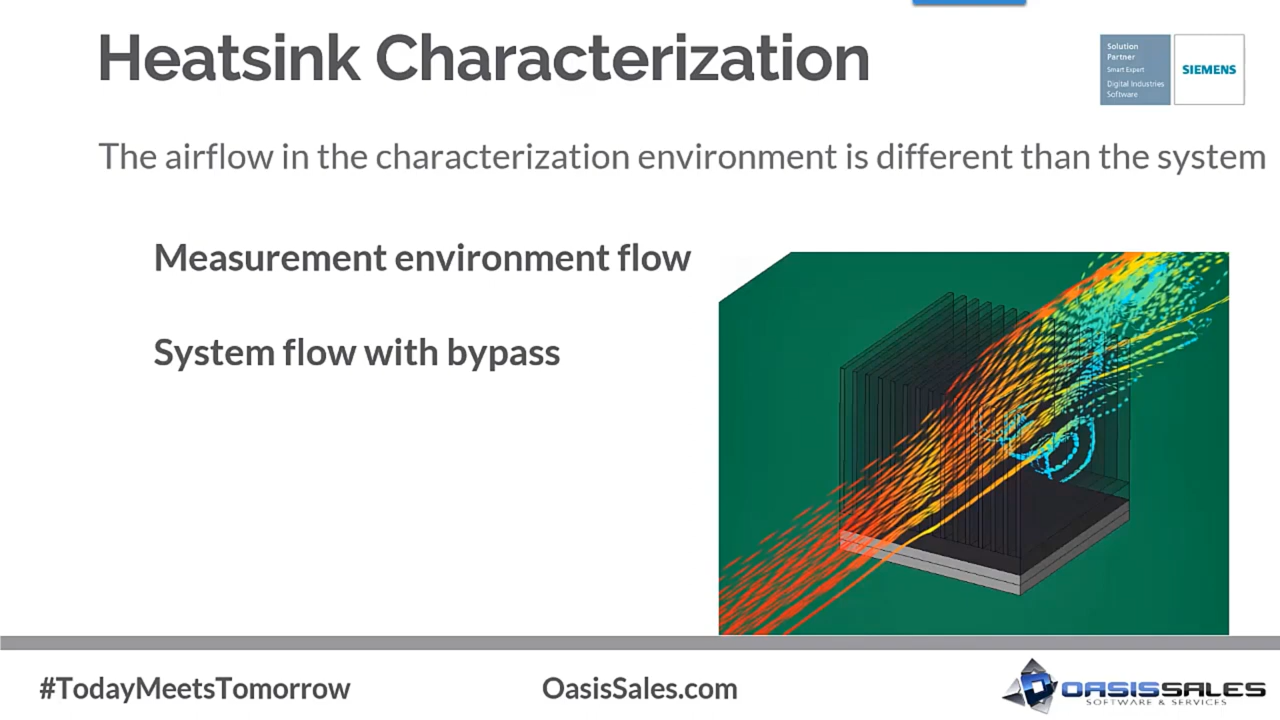 Heatsink Characterization
Solution
Partner
Smart Expert
Digital Industries
Software
SIEMENS
The airflow in the characterization environment is different than the system
Measurement environment flow
System flow with bypass
#TodayMeetsTomorrow
OasisSales.com
OASISSALES
SOFTWARE & SERVICES